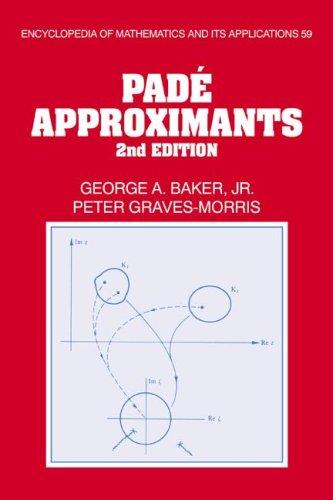 ENCYCLOPEDIA OF MATHEMATICS AND ITS APPLICATIONS 59
PADÉ
APPROXIMANTS
2nd EDITION
GEORGE A. BAKER, JR.
PETER GRAVES-MORRIS
Im z
K₁
K₂
Re z
Im ζ
Re ζ